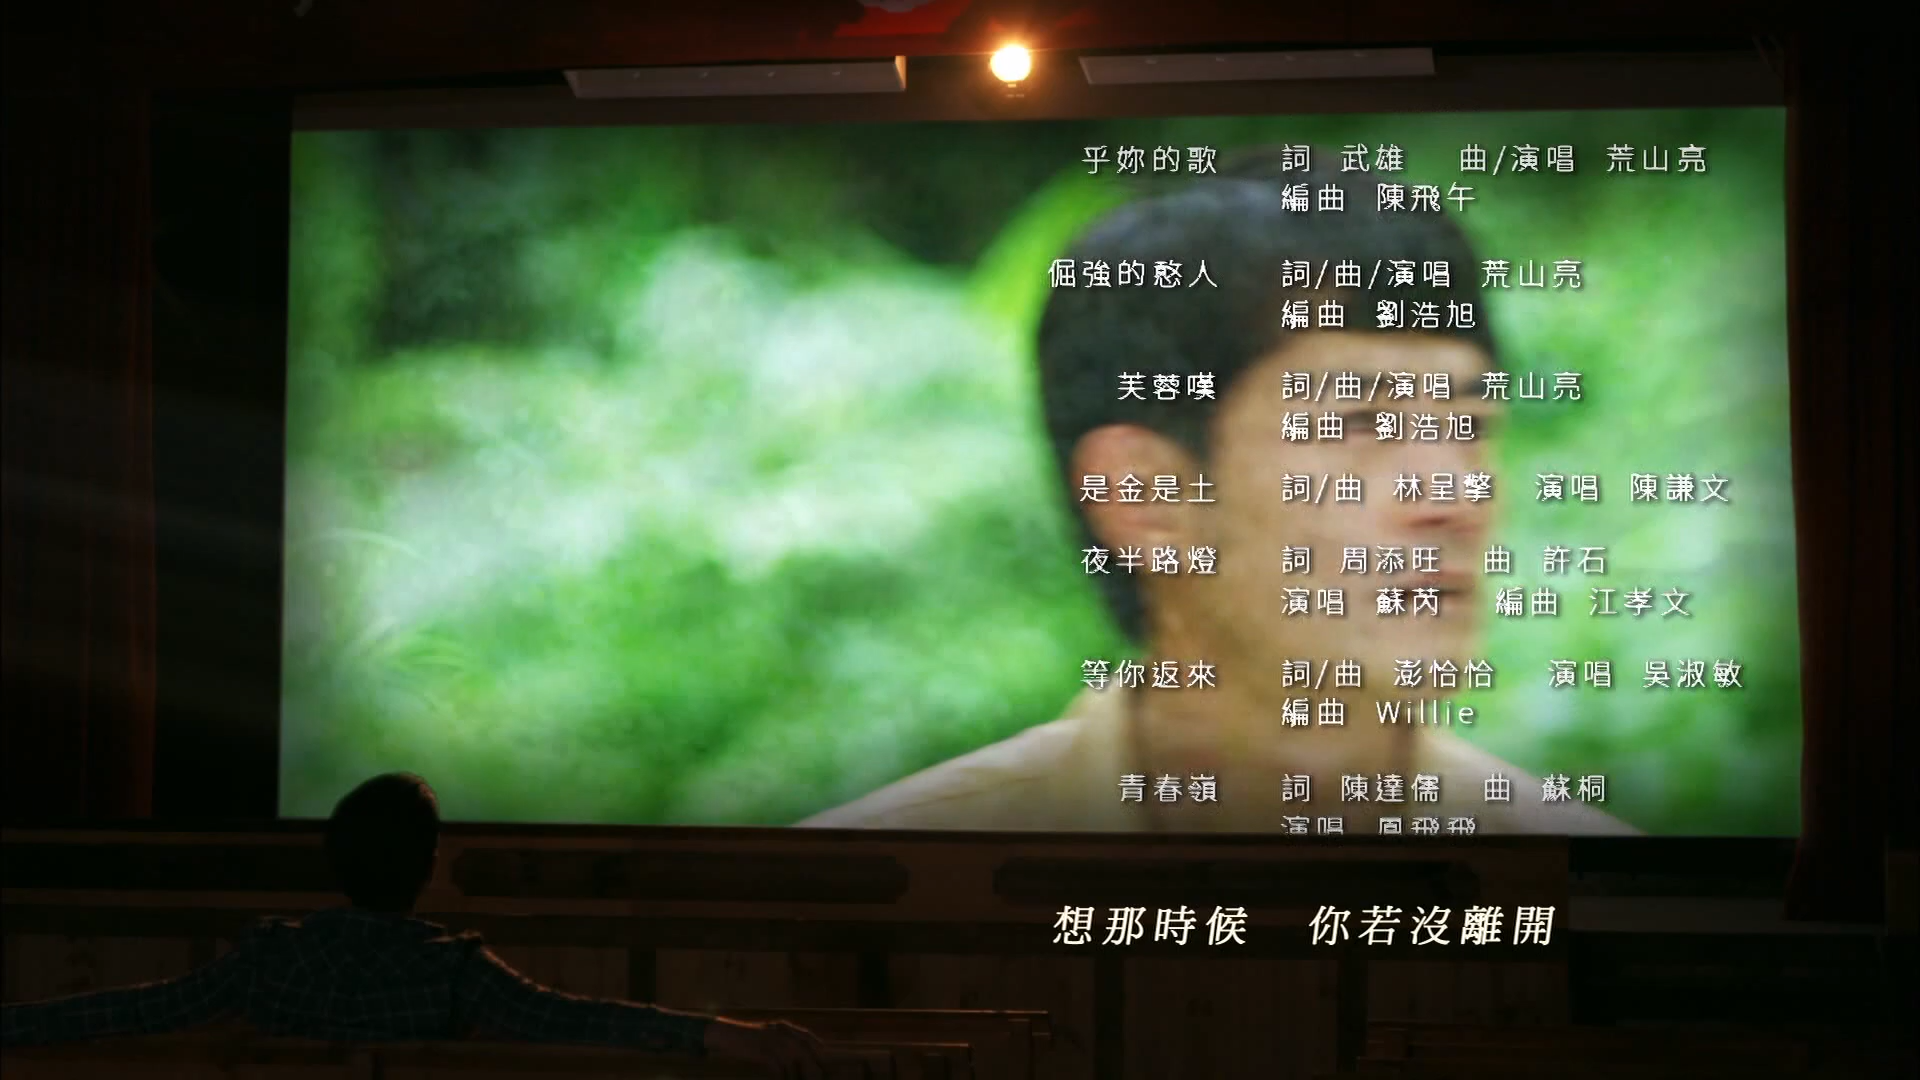 乎妳的歌 詞 武雄 曲/演唱 荒山亮
編曲 陳飛午
倔強的憨人 詞/曲/演唱 荒山亮
編曲 劉浩旭
芙蓉嘆 詞/曲/演唱 荒山亮
編曲 劉浩旭
是金是土 詞/曲 林呈擎 演唱 陳謙文
夜半路燈 詞 周添旺 曲 許石
演唱 蘇芮 編曲 江孝文
等你返來 詞/曲 澎恰恰 演唱 吳淑敏
編曲 Willie
青春嶺 詞 陳達儒 曲 蘇桐
演唱 鳳飛飛
想那時候 你若沒離開